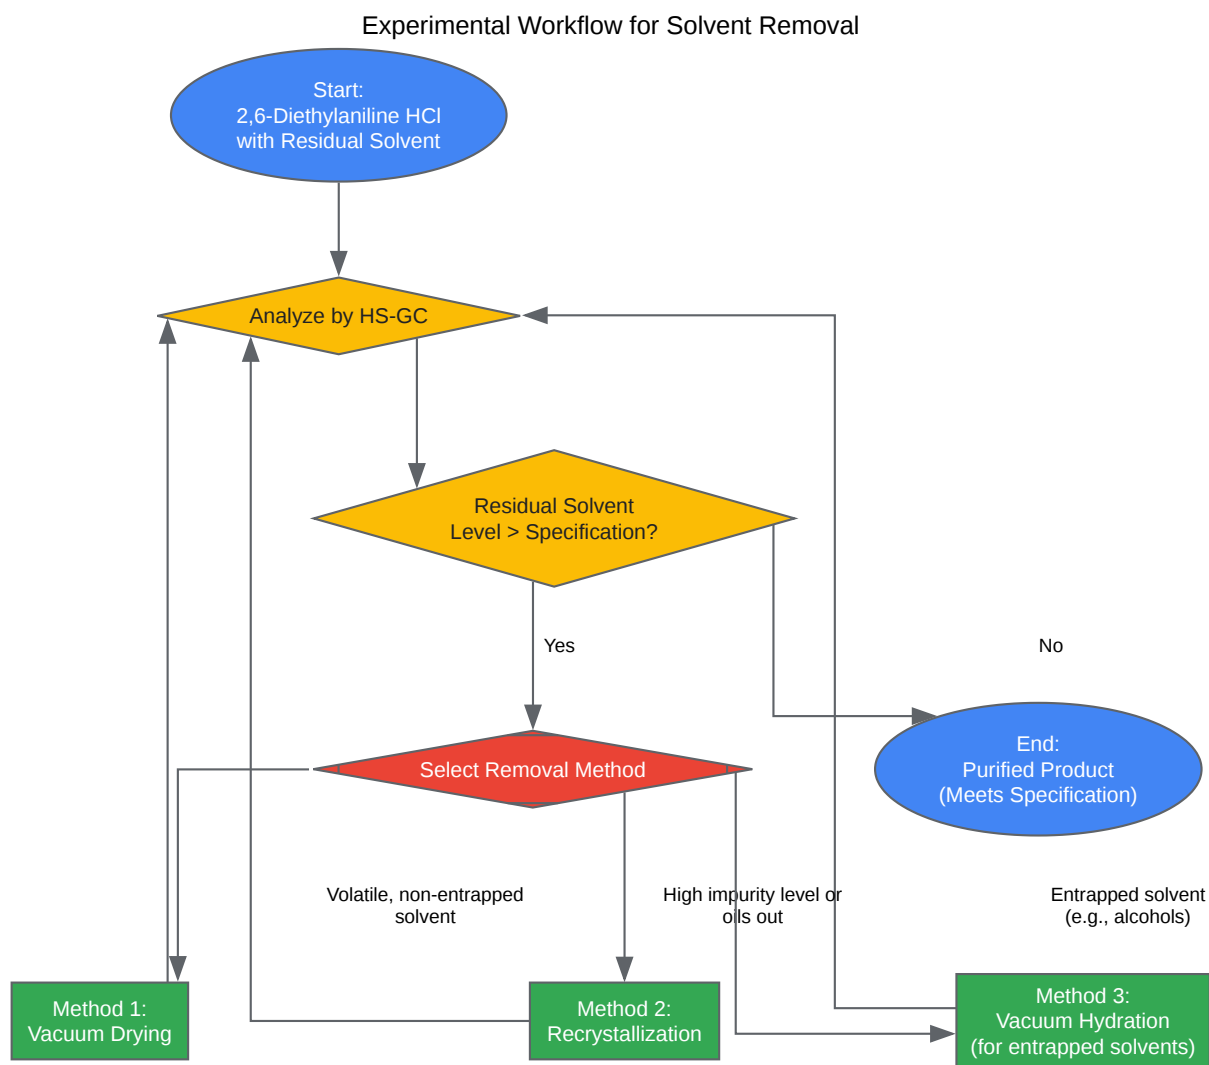 Experimental Workflow for Solvent Removal
Start:
2,6-Diethylaniline HCl
with Residual Solvent
Analyze by HS-GC
Residual Solvent
Level > Specification?
Yes
No
Select Removal Method
End:
Purified Product
(Meets Specification)
Volatile, non-entrapped
solvent
High impurity level or
oils out
Entrapped solvent
(e.g., alcohols)
Method 1:
Vacuum Drying
Method 2:
Recrystallization
Method 3:
Vacuum Hydration
(for entrapped solvents)